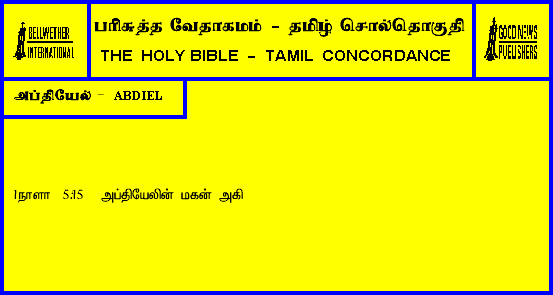 BELLWETHER
INTERNATIONAL
பரிசுத்த வேதாகமம் - தமிழ் சொல்தொகுதி
THE HOLY BIBLE - TAMIL CONCORDANCE
GOOD NEWS
PUBLISHERS
அப்தியேல் - ABDIEL
1நாளா 5:15 அப்தியேலின் மகன் அகி